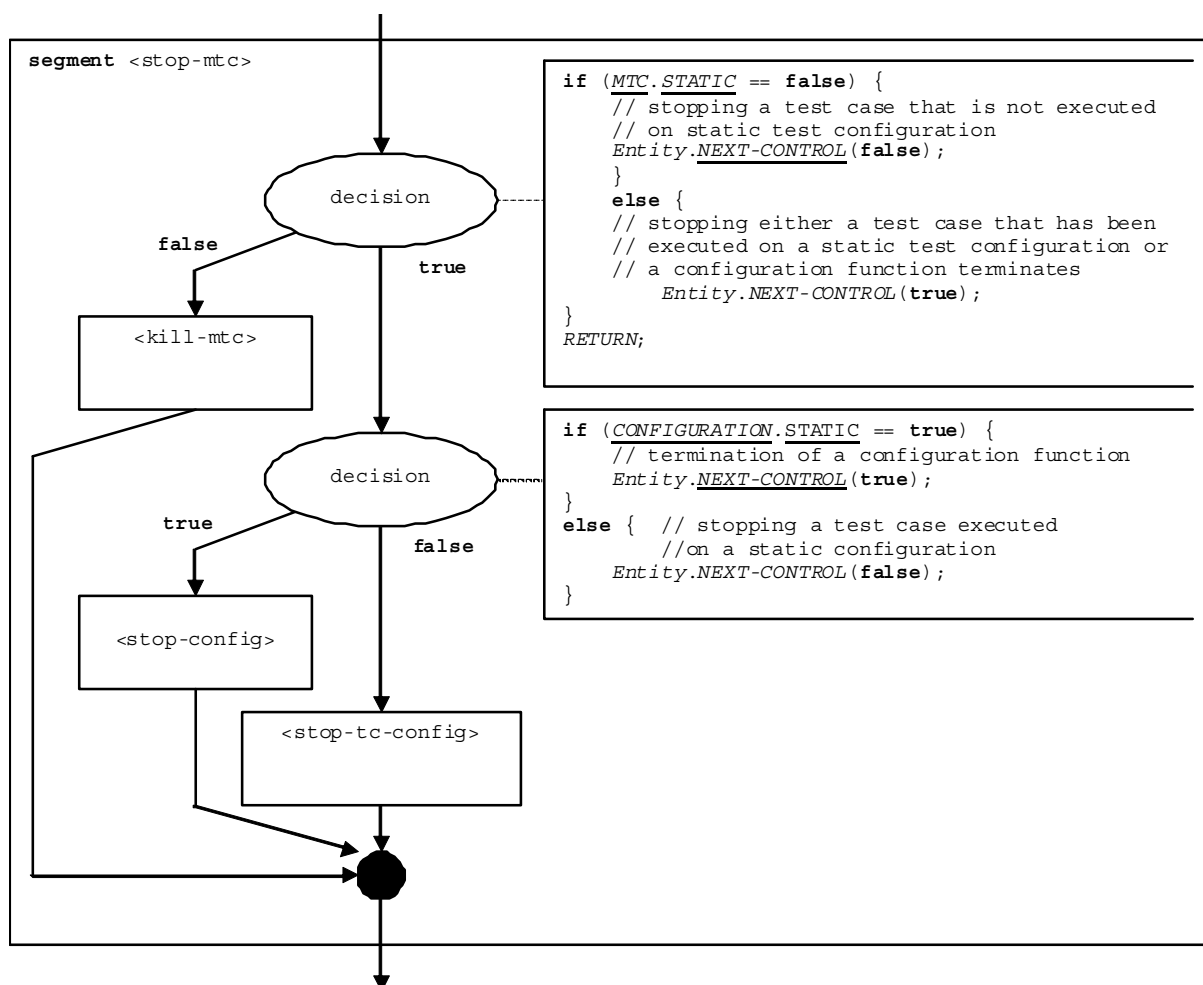 segment <stop-mtc>
if (MTC.STATIC == false) {
// stopping a test case that is not executed
// on static test configuration
Entity.NEXT-CONTROL(false);
}
else {
// stopping either a test case that has been
// executed on a static test configuration or
// a configuration function terminates
Entity.NEXT-CONTROL(true);
}
RETURN;
decision
false
true
<kill-mtc>
if (CONFIGURATION.STATIC == true) {
// termination of a configuration function
Entity.NEXT-CONTROL(true);
}
else { // stopping a test case executed
//on a static configuration
Entity.NEXT-CONTROL(false);
}
decision
true
false
<stop-config>
<stop-tc-config>